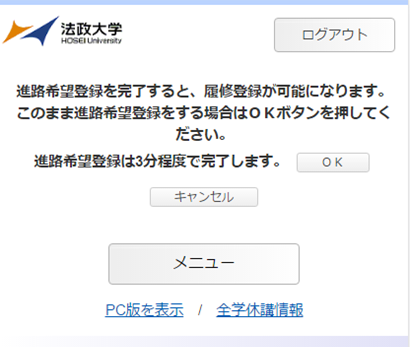 法政大学
HOSEI University
ログアウト
進路希望登録を完了すると、履修登録が可能になります。
このまま進路希望登録をする場合はＯＫボタンを押してく
ださい。
進路希望登録は3分程度で完了します。 ＯＫ
キャンセル
メニュー
PC版を表示 / 全学休講情報